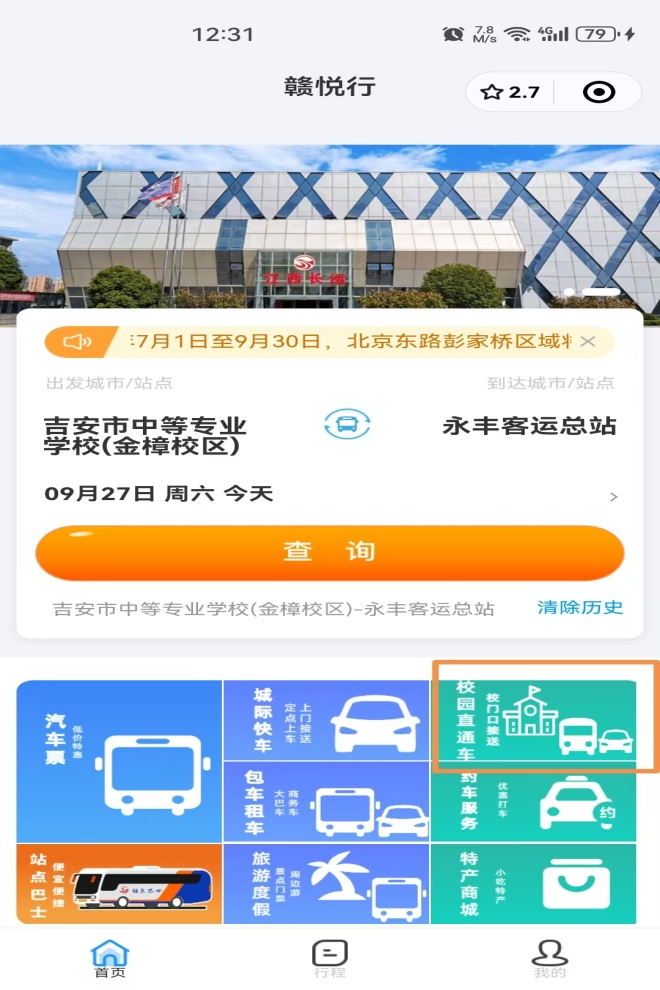 12:31
7.8
M/s
4G
79
赣悦行
2.7
江西长运
7月1日至9月30日，北京东路彭家桥区域
出发城市/站点
到达城市/站点
吉安市中等专业
学校(金樟校区)
永丰客运总站
09月27日 周六 今天
查 询
吉安市中等专业学校(金樟校区)-永丰客运总站
清除历史
汽车票
低价特惠
城际快车
上门接送
定点上车
校园直通车
校门口接送
包车租车
商务车
大巴车
约车服务
优惠打车
约
站点巴士
便宜便捷
站点巴士
旅游度假
周边游
景点门票
特产商城
小吃特产
首页
行程
我的